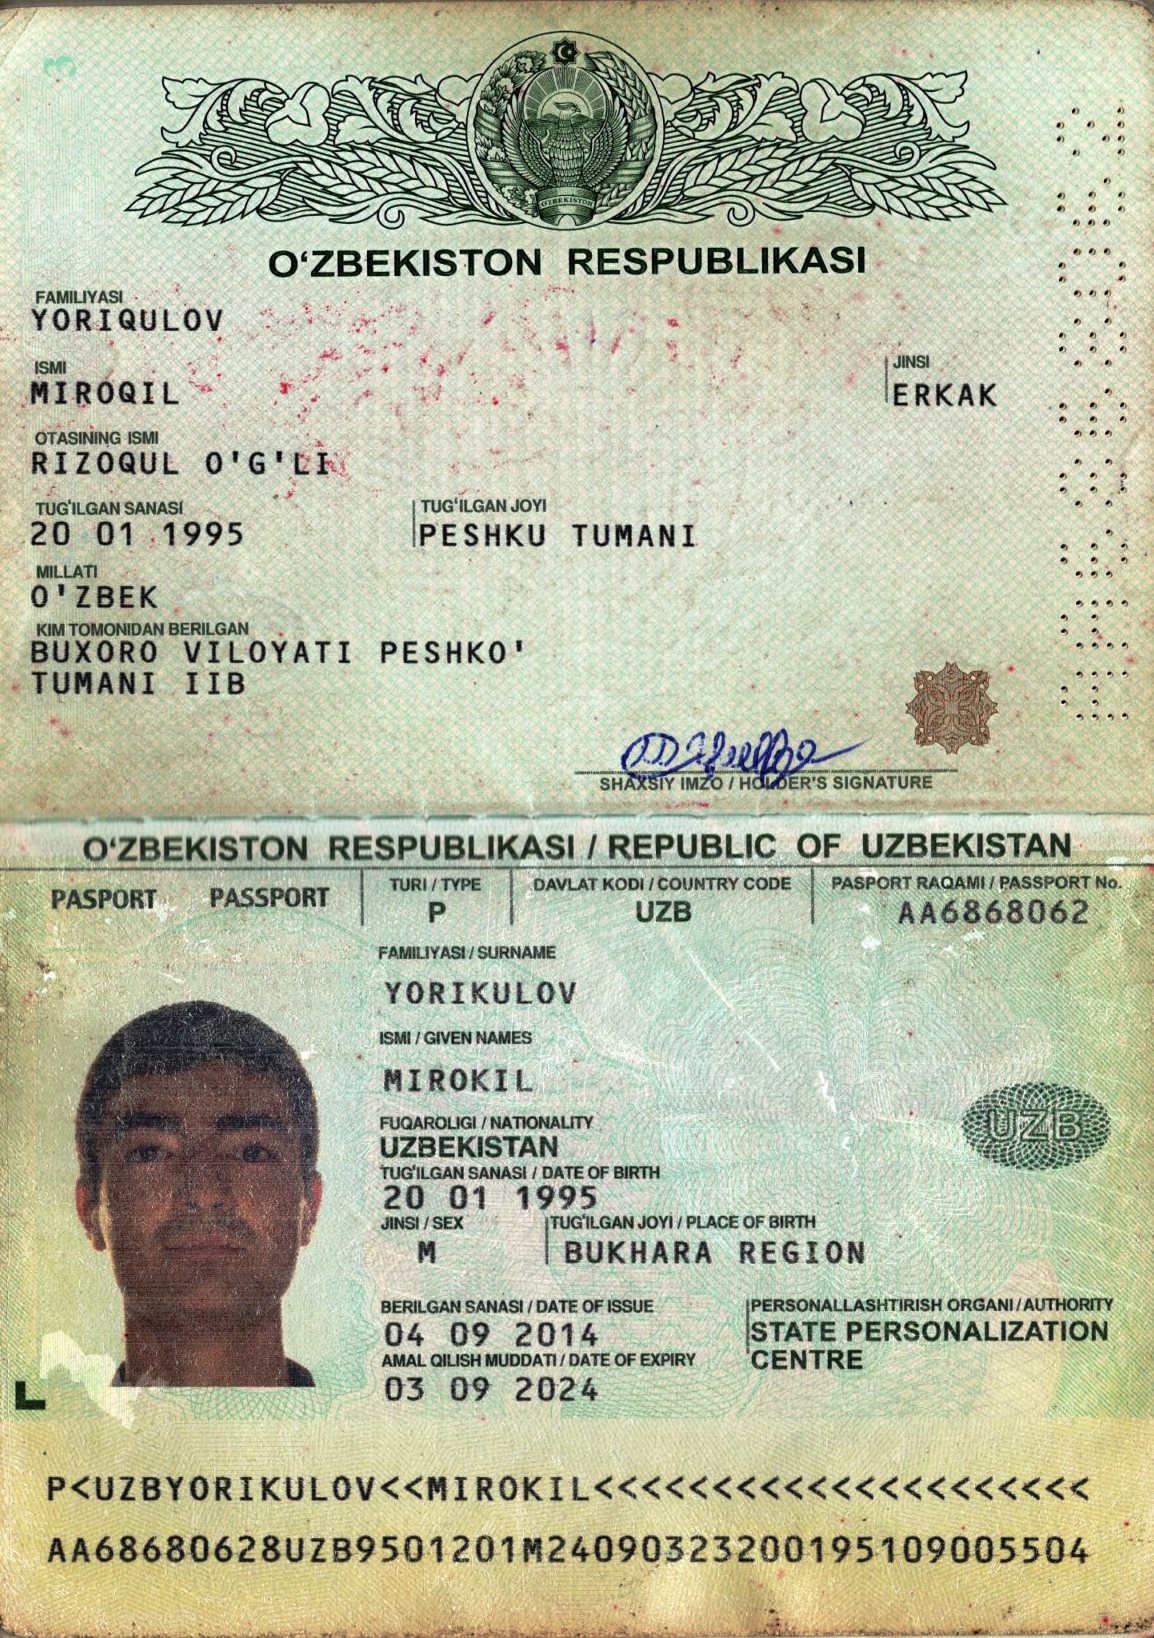 O'ZBEKISTON
O‘ZBEKISTON RESPUBLIKASI
FAMILIYASI
YORIQULOV
ISMI
MIROQIL
JINSI
ERKAK
OTASINING ISMI
RIZOQUL O'G'LI
TUG‘ILGAN SANASI
20 01 1995
TUG‘ILGAN JOYI
PESHKU TUMANI
MILLATI
O'ZBEK
KIM TOMONIDAN BERILGAN
BUXORO VILOYATI PESHKO'
TUMANI IIB
SHAXSIY IMZO / HOLDER'S SIGNATURE
O‘ZBEKISTON RESPUBLIKASI / REPUBLIC OF UZBEKISTAN
PASPORT PASSPORT
TURI / TYPE
P
DAVLAT KODI / COUNTRY CODE
UZB
PASPORT RAQAMI / PASSPORT No.
AA6868062
FAMILIYASI / SURNAME
YORIKULOV
ISMI / GIVEN NAMES
MIROKIL
FUQAROLIGI / NATIONALITY
UZBEKISTAN
UZB
TUG‘ILGAN SANASI / DATE OF BIRTH
20 01 1995
JINSI / SEX
M
TUG‘ILGAN JOYI / PLACE OF BIRTH
BUKHARA REGION
BERILGAN SANASI / DATE OF ISSUE
04 09 2014
AMAL QILISH MUDDATI / DATE OF EXPIRY
03 09 2024
PERSONALLASHTIRISH ORGANI / AUTHORITY
STATE PERSONALIZATION
CENTRE
P<UZBYORIKULOV<<MIROKIL<<<<<<<<<<<<<<<<<<<<<
AA68680628UZB9501201M24090323200195109005504